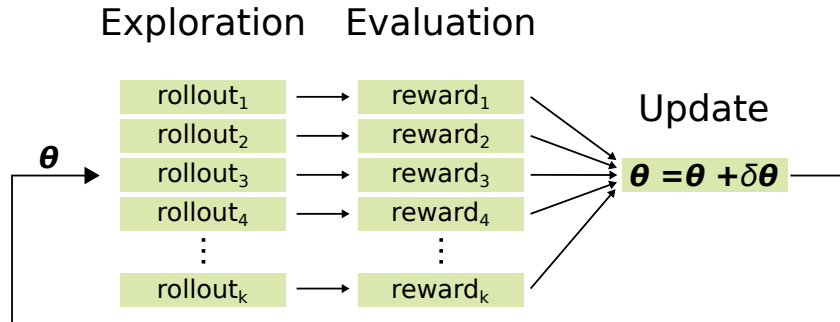 Exploration Evaluation
rollout₁ reward₁
Update
rollout₂ reward₂
θ
rollout₃ reward₃ θ =θ +δθ
rollout₄ reward₄
⋮ ⋮
rolloutₖ rewardₖ